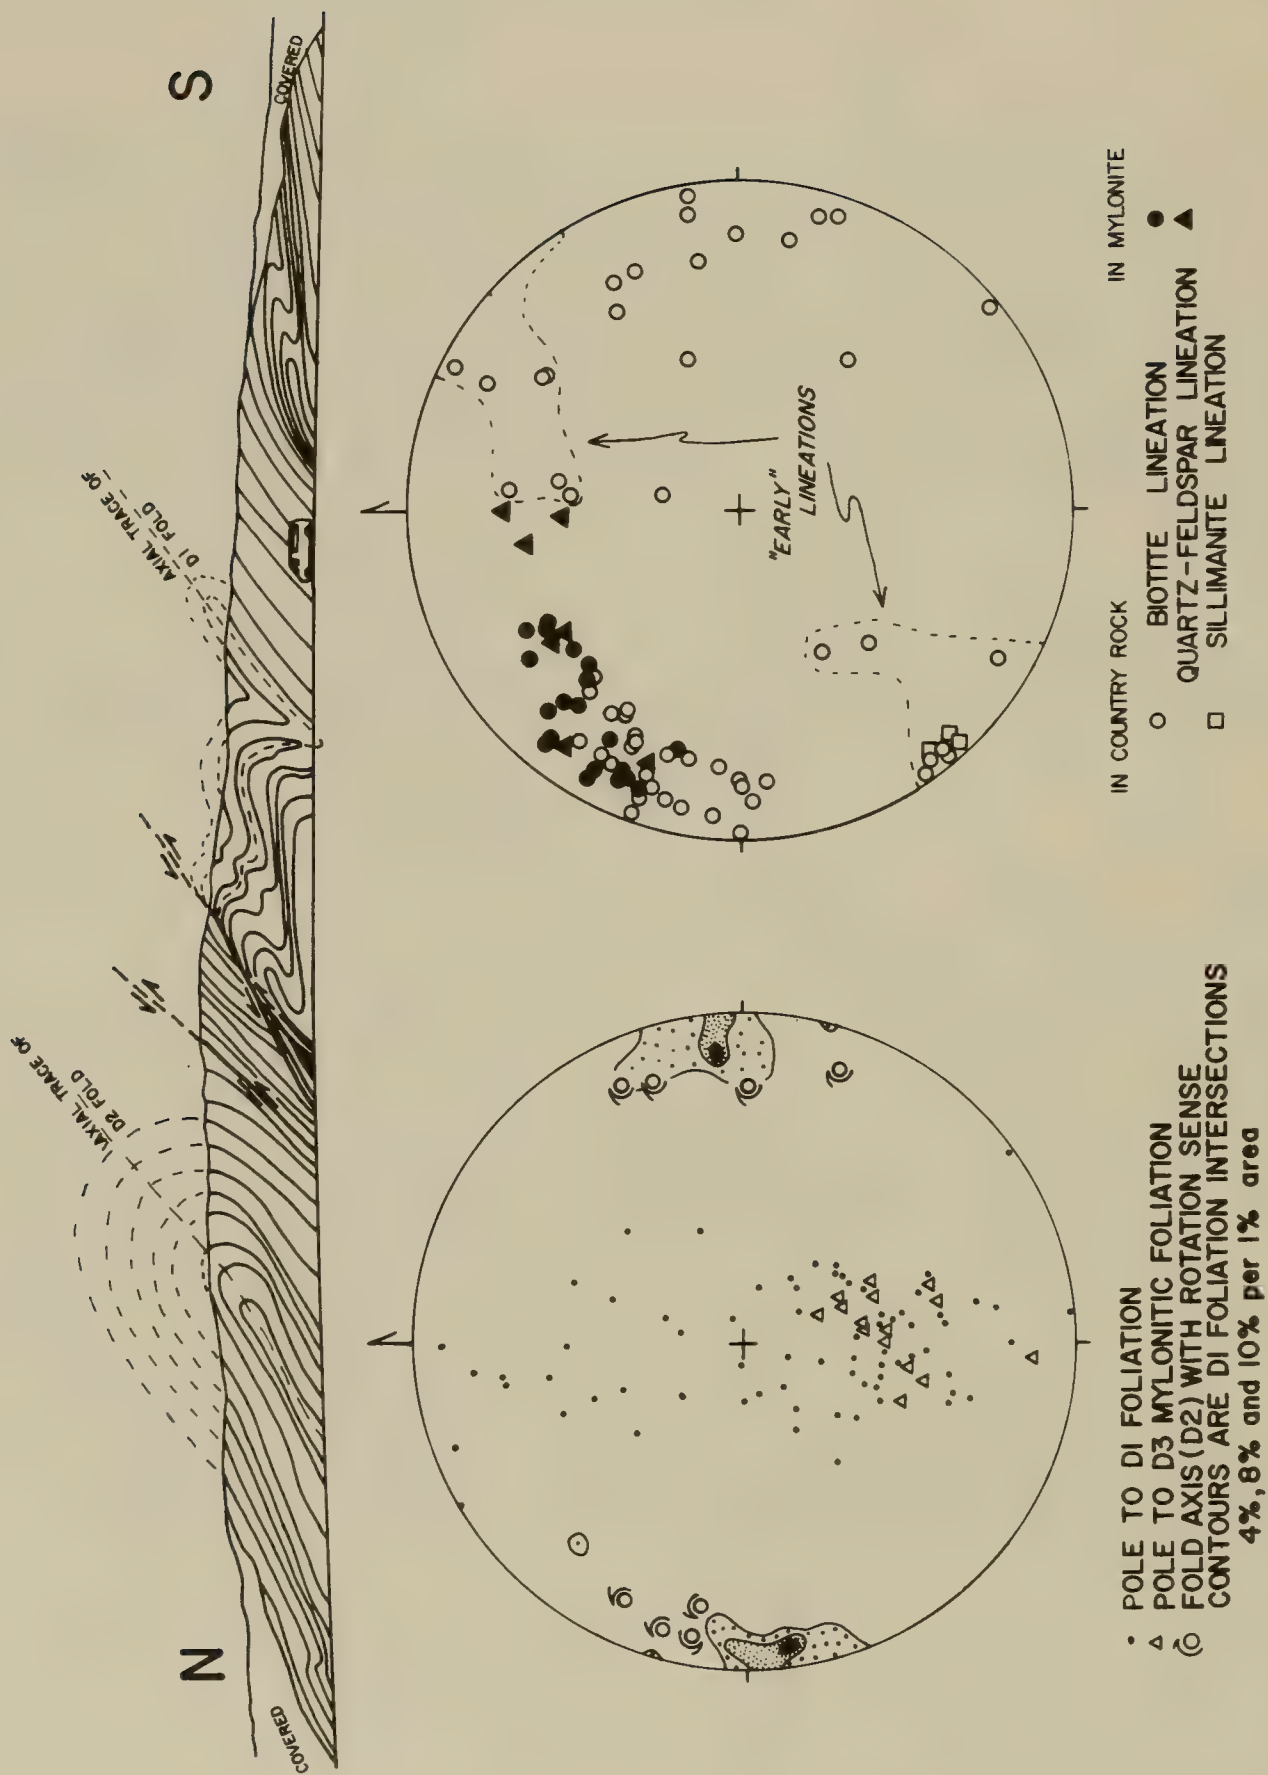 N
S
COVERED
COVERED
AXIAL TRACE OF
D2 FOLD
AXIAL TRACE OF
D1 FOLD
"EARLY"
LINEATIONS
• POLE TO D1 FOLIATION
△ POLE TO D3 MYLONITIC FOLIATION
FOLD AXIS (D2) WITH ROTATION SENSE
CONTOURS ARE D1 FOLIATION INTERSECTIONS
4%, 8% and 10% per 1% area
IN COUNTRY ROCK
IN MYLONITE
○ BIOTITE LINEATION ●
QUARTZ-FELDSPAR LINEATION ▲
□ SILLIMANITE LINEATION